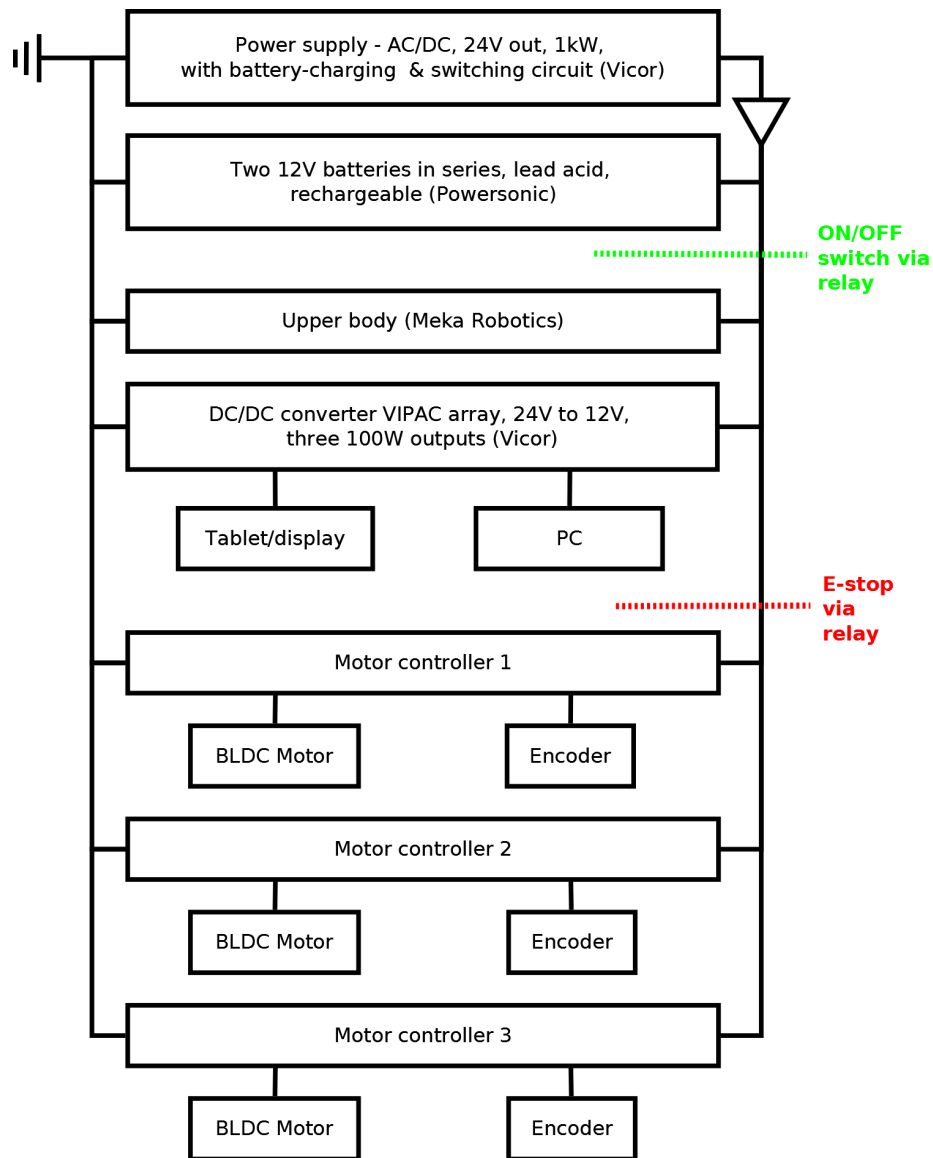 Power supply - AC/DC, 24V out, 1kW,
with battery-charging  & switching circuit (Vicor)
Two 12V batteries in series, lead acid,
rechargeable (Powersonic)
ON/OFF
switch via
relay
Upper body (Meka Robotics)
DC/DC converter VIPAC array, 24V to 12V,
three 100W outputs (Vicor)
Tablet/display
PC
E-stop
via
relay
Motor controller 1
BLDC Motor
Encoder
Motor controller 2
BLDC Motor
Encoder
Motor controller 3
BLDC Motor
Encoder